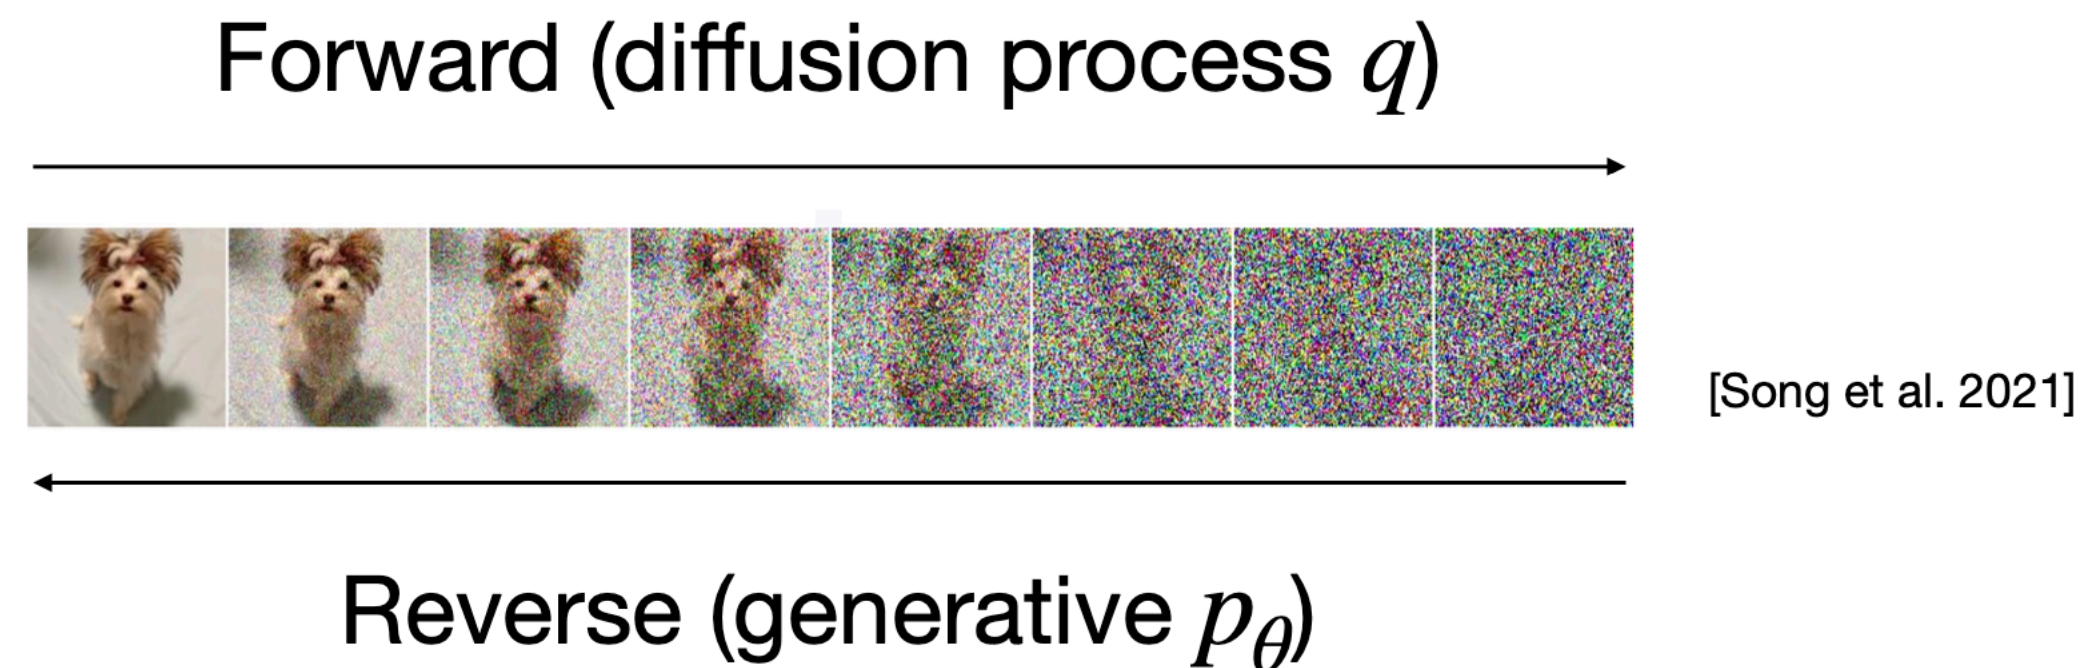 Forward (diffusion process q)
[Song et al. 2021]
Reverse (generative pθ)